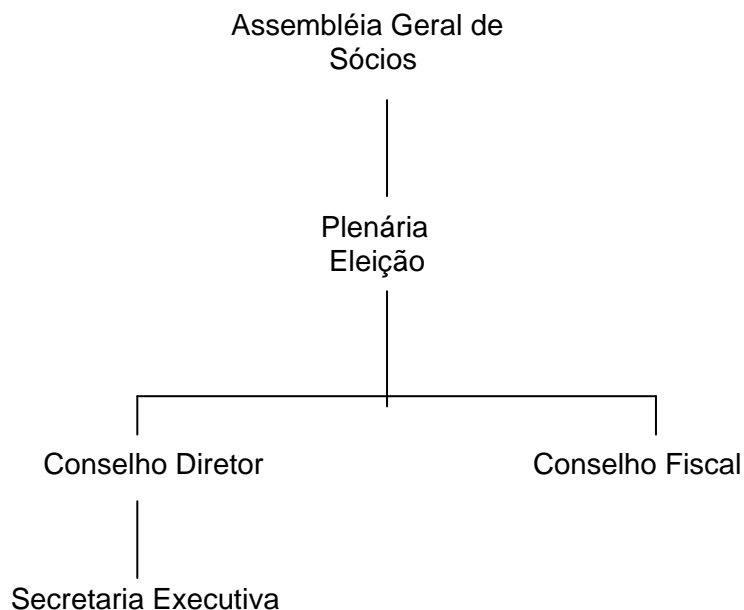 Assembléia Geral de
Sócios
Plenária
Eleição
Conselho Diretor
Conselho Fiscal
Secretaria Executiva